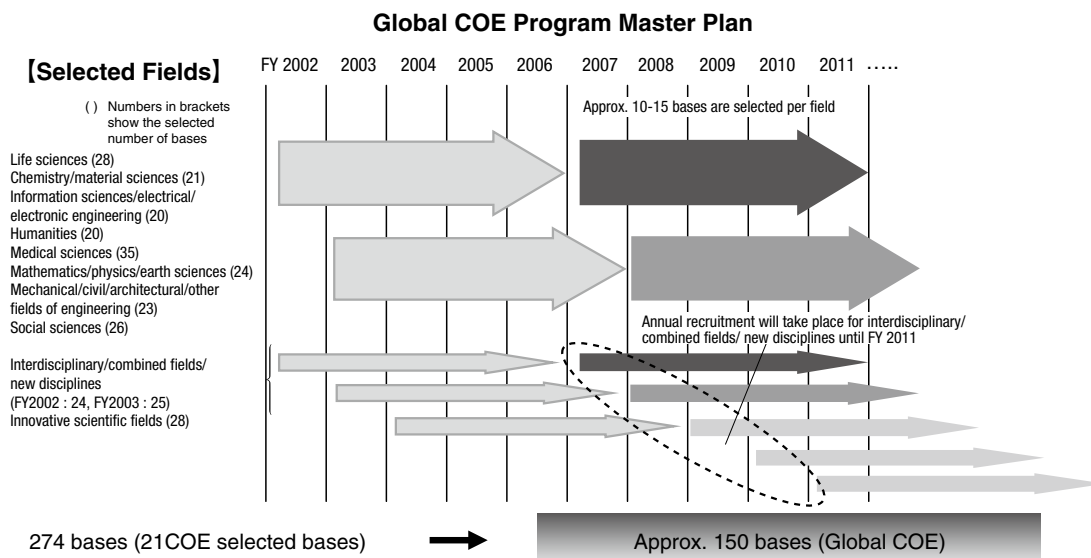 Global COE Program Master Plan
【Selected Fields】
FY 2002 2003 2004 2005 2006 2007 2008 2009 2010 2011 .....
( ) Numbers in brackets
show the selected
number of bases
Approx. 10-15 bases are selected per field
Life sciences (28)
Chemistry/material sciences (21)
Information sciences/electrical/
electronic engineering (20)
Humanities (20)
Medical sciences (35)
Mathematics/physics/earth sciences (24)
Mechanical/civil/architectural/other
fields of engineering (23)
Social sciences (26)
Annual recruitment will take place for interdisciplinary/
combined fields/ new disciplines until FY 2011
Interdisciplinary/combined fields/
new disciplines
(FY2002 : 24, FY2003 : 25)
Innovative scientific fields (28)
274 bases (21COE selected bases)
Approx. 150 bases (Global COE)